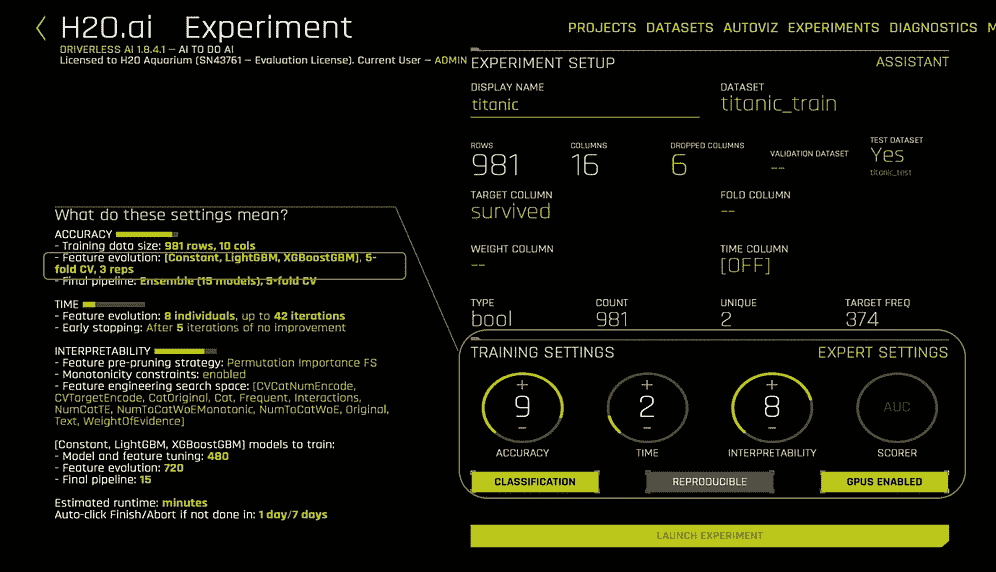 H2O.ai Experiment
DRIVERLESS AI 1.8.4.1 – AI TO DO AI
Licensed to H2O Aquarium (SN43761 – Evaluation License). Current User – ADMIN
PROJECTS DATASETS AUTOVIZ EXPERIMENTS DIAGNOSTICS M
EXPERIMENT SETUP
ASSISTANT
DISPLAY NAME
titanic
DATASET
titanic_train
ROWS
981
COLUMNS
16
DROPPED COLUMNS
6
VALIDATION DATASET
--
TEST DATASET
Yes
titanic_test
TARGET COLUMN
survived
FOLD COLUMN
--
WEIGHT COLUMN
--
TIME COLUMN
[OFF]
TYPE
bool
COUNT
981
UNIQUE
2
TARGET FREQ
374
What do these settings mean?
ACCURACY
- Training data size: 981 rows, 10 cols
- Feature evolution: [Constant, LightGBM, XGBoostGBM], 5-
fold CV, 3 reps
- Final pipeline: Ensemble (15 models), 5-fold CV
TIME
- Feature evolution: 8 individuals, up to 42 iterations
- Early stopping: After 5 iterations of no improvement
INTERPRETABILITY
- Feature pre-pruning strategy: Permutation Importance FS
- Monotonicity constraints: enabled
- Feature engineering search space: [CVCatNumEncode,
CVTargetEncode, CatOriginal, Cat, Frequent, Interactions,
NumCatTE, NumToCatWoEMonotonic, NumToCatWoE, Original,
Text, WeightOfEvidence]
[Constant, LightGBM, XGBoostGBM] models to train:
- Model and feature tuning: 480
- Feature evolution: 720
- Final pipeline: 15
Estimated runtime: minutes
Auto-click Finish/Abort if not done in: 1 day/7 days
TRAINING SETTINGS
EXPERT SETTINGS
+
9
-
ACCURACY
+
2
-
TIME
+
8
-
INTERPRETABILITY
AUC
SCORER
CLASSIFICATION
REPRODUCIBLE
GPUS ENABLED
LAUNCH EXPERIMENT